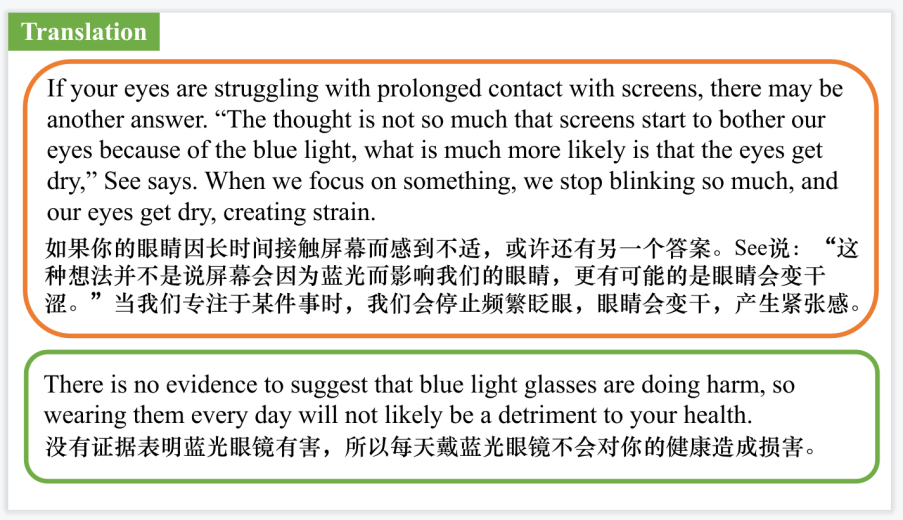 Translation
If your eyes are struggling with prolonged contact with screens, there may be
another answer. “The thought is not so much that screens start to bother our
eyes because of the blue light, what is much more likely is that the eyes get
dry,” See says. When we focus on something, we stop blinking so much, and
our eyes get dry, creating strain.
如果你的眼睛因长时间接触屏幕而感到不适，或许还有另一个答案。See说：“这
种想法并不是说屏幕会因为蓝光而影响我们的眼睛，更有可能的是眼睛会变干
涩。”当我们专注于某件事时，我们会停止频繁眨眼，眼睛会变干，产生紧张感。
There is no evidence to suggest that blue light glasses are doing harm, so
wearing them every day will not likely be a detriment to your health.
没有证据表明蓝光眼镜有害，所以每天戴蓝光眼镜不会对你的健康造成损害。